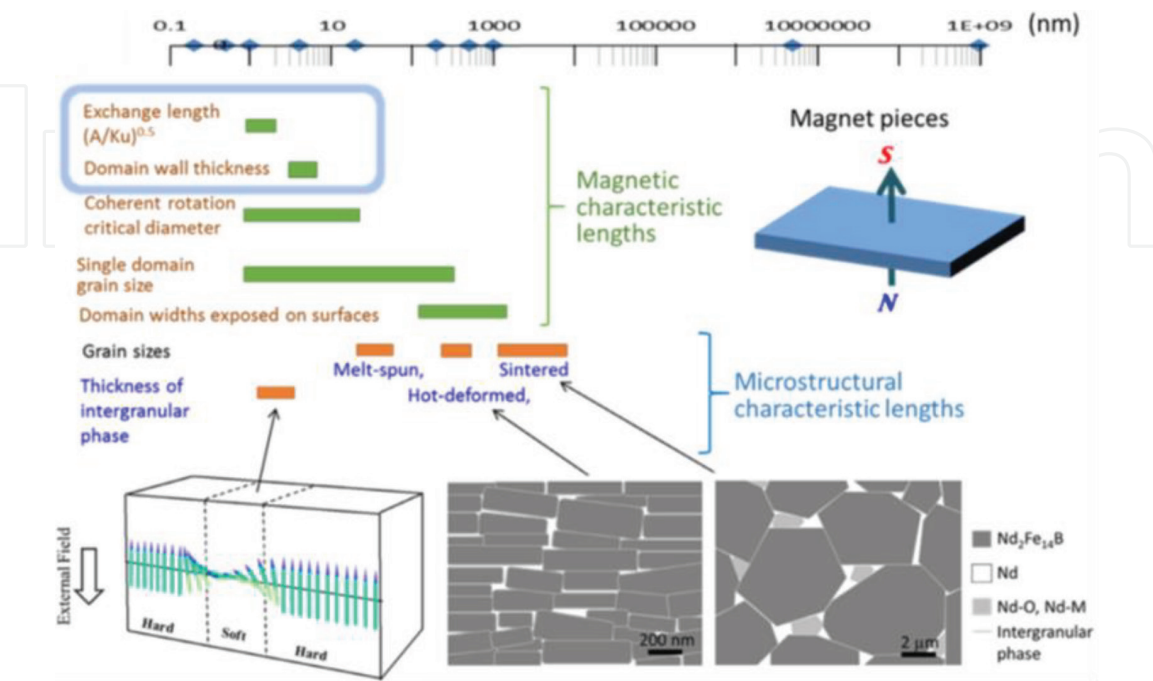 0.1 10 1000 100000 10000000 1E+09 (nm)
Exchange length
(A/Ku)^0.5
Domain wall thickness
Coherent rotation
critical diameter
Single domain
grain size
Domain widths exposed on surfaces
Magnetic
characteristic
lengths
Magnet pieces
S
N
Grain sizes
Melt-spun,
Sintered
Hot-deformed,
Thickness of
intergranular
phase
Microstructural
characteristic lengths
External Field
Hard
Soft
Hard
200 nm
2 μm
Nd₂Fe₁₄B
Nd
Nd-O, Nd-M
Intergranular
phase